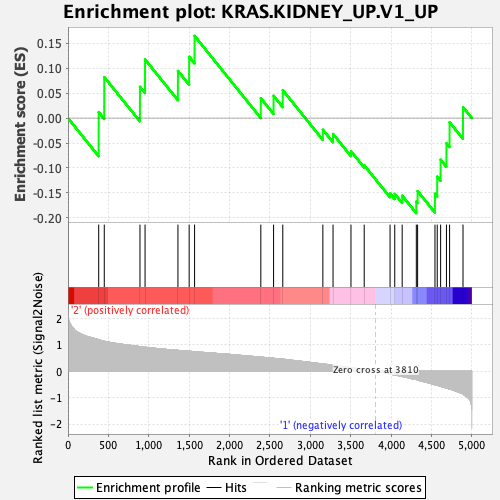 Enrichment plot: KRAS.KIDNEY_UP.V1_UP
Enrichment score (ES)
0.15
0.10
0.05
0.00
-0.05
-0.10
-0.15
-0.20
'2' (positively correlated)
Ranked list metric (Signal2Noise)
2
1
0
-1
-2
Zero cross at 3810
'1' (negatively correlated)
0 500 1,000 1,500 2,000 2,500 3,000 3,500 4,000 4,500 5,000
Rank in Ordered Dataset
Enrichment profile Hits Ranking metric scores